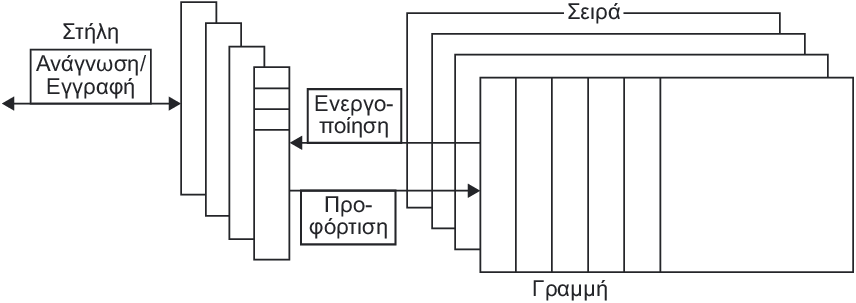 Στήλη
Ανάγνωση/
Εγγραφή
Ενεργο-
ποίηση
Προ-
φόρτιση
Σειρά
Γραμμή